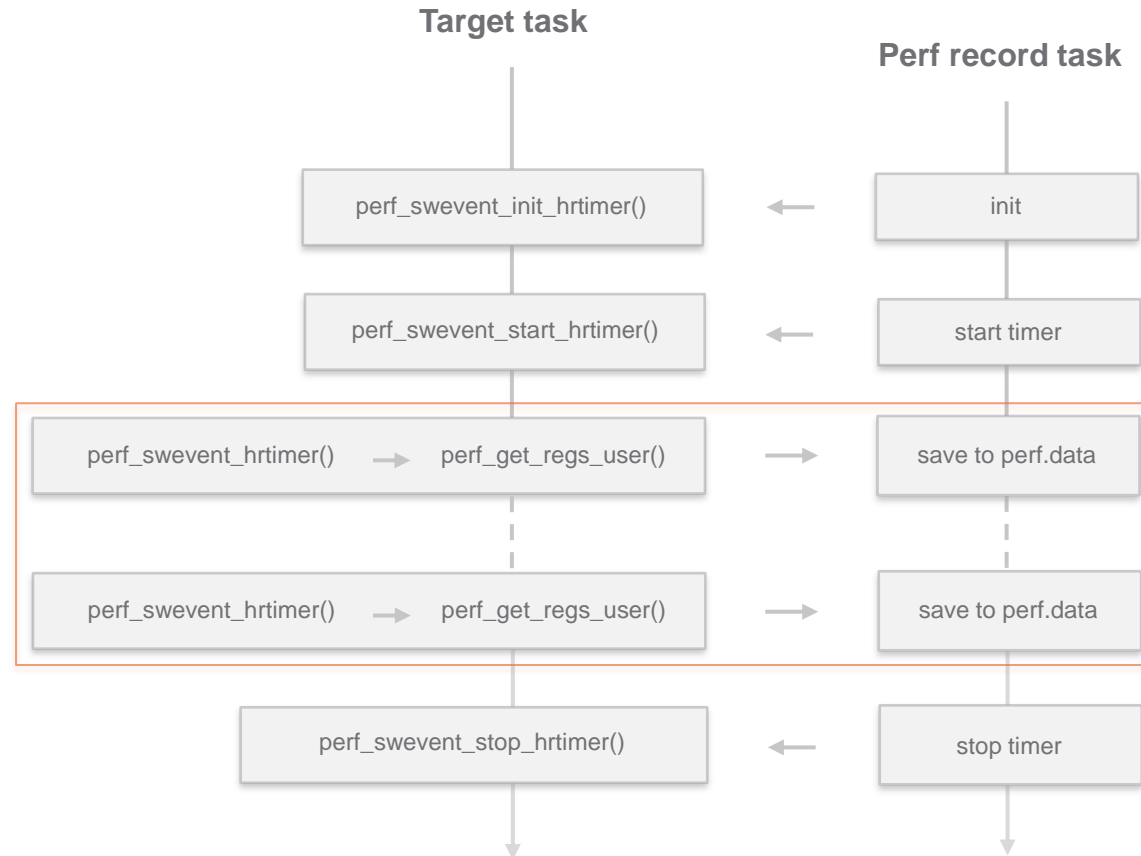 Target task
Perf record task
perf_swevent_init_hrtimer()
init
perf_swevent_start_hrtimer()
start timer
perf_swevent_hrtimer()
perf_get_regs_user()
save to perf.data
perf_swevent_hrtimer()
perf_get_regs_user()
save to perf.data
perf_swevent_stop_hrtimer()
stop timer